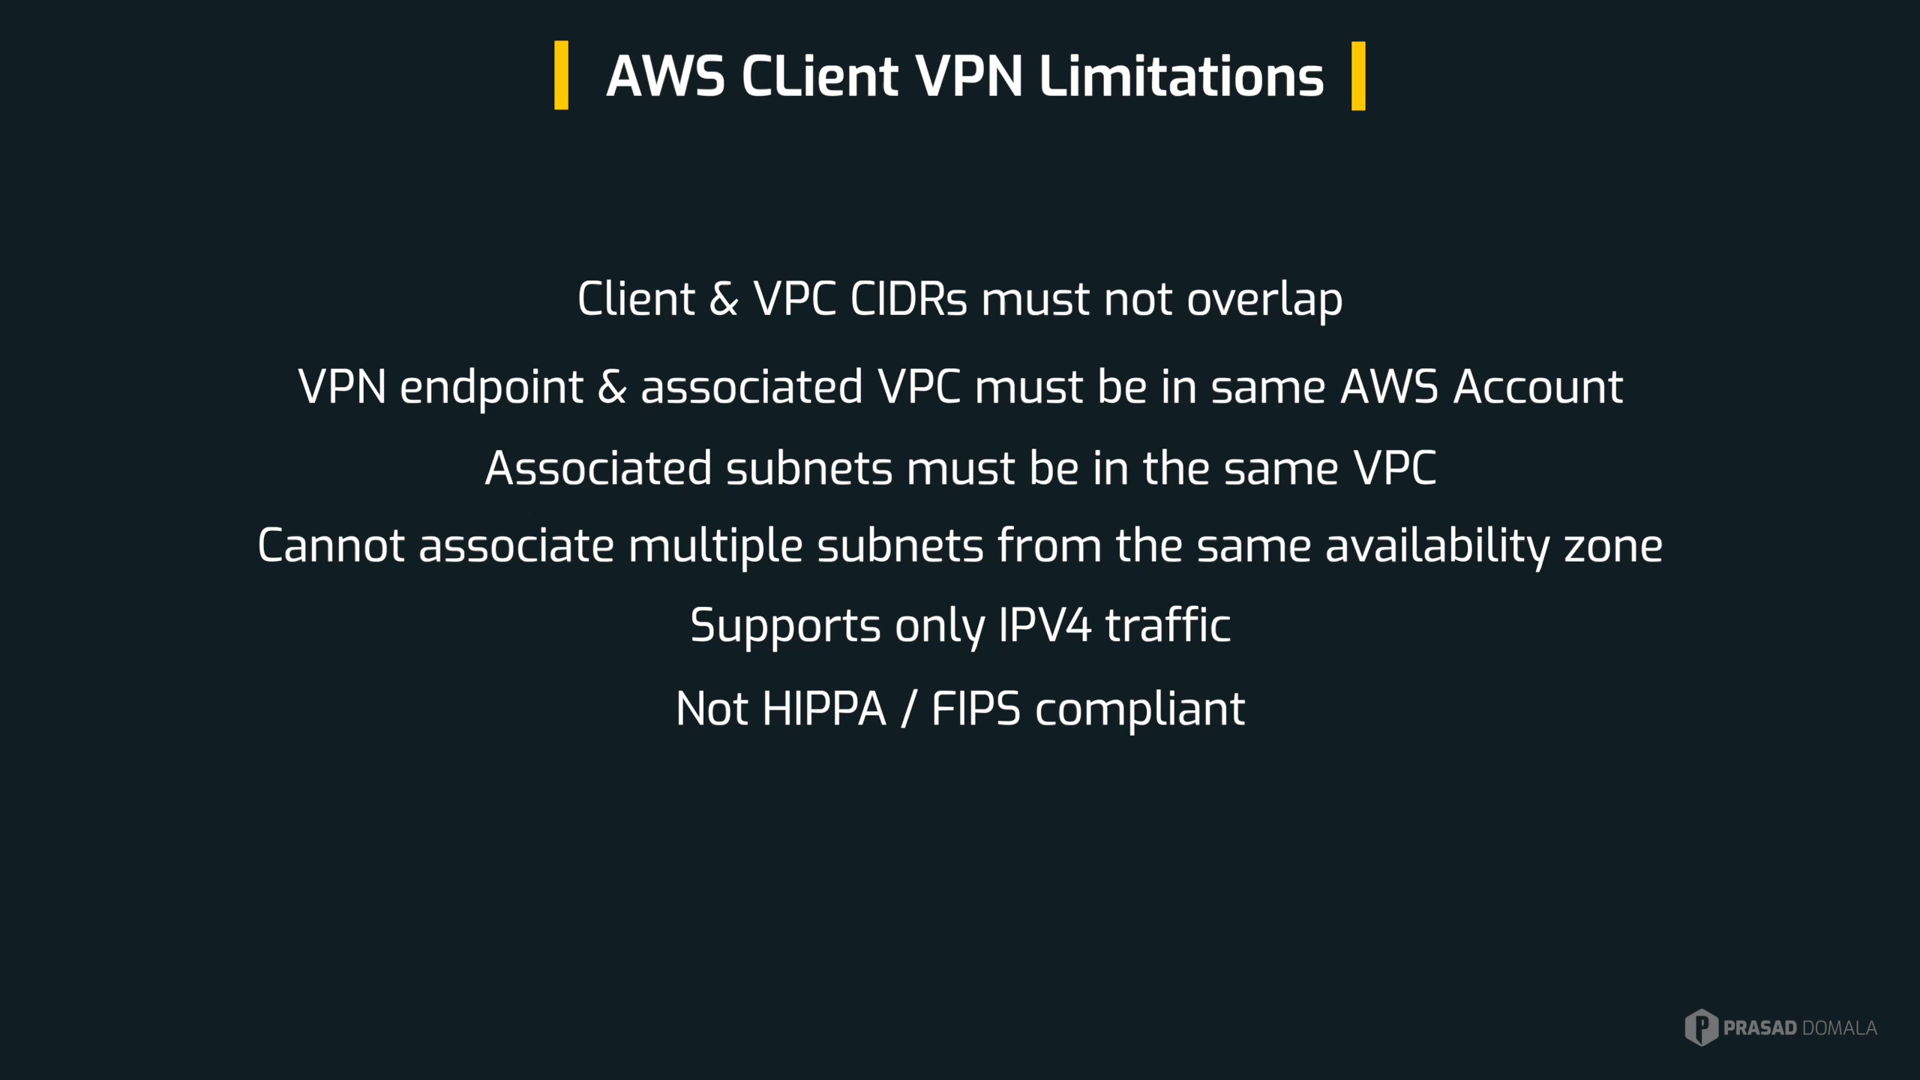 AWS CLient VPN Limitations
Client & VPC CIDRs must not overlap
VPN endpoint & associated VPC must be in same AWS Account
Associated subnets must be in the same VPC
Cannot associate multiple subnets from the same availability zone
Supports only IPV4 traffic
Not HIPPA / FIPS compliant
PRASAD DOMALA